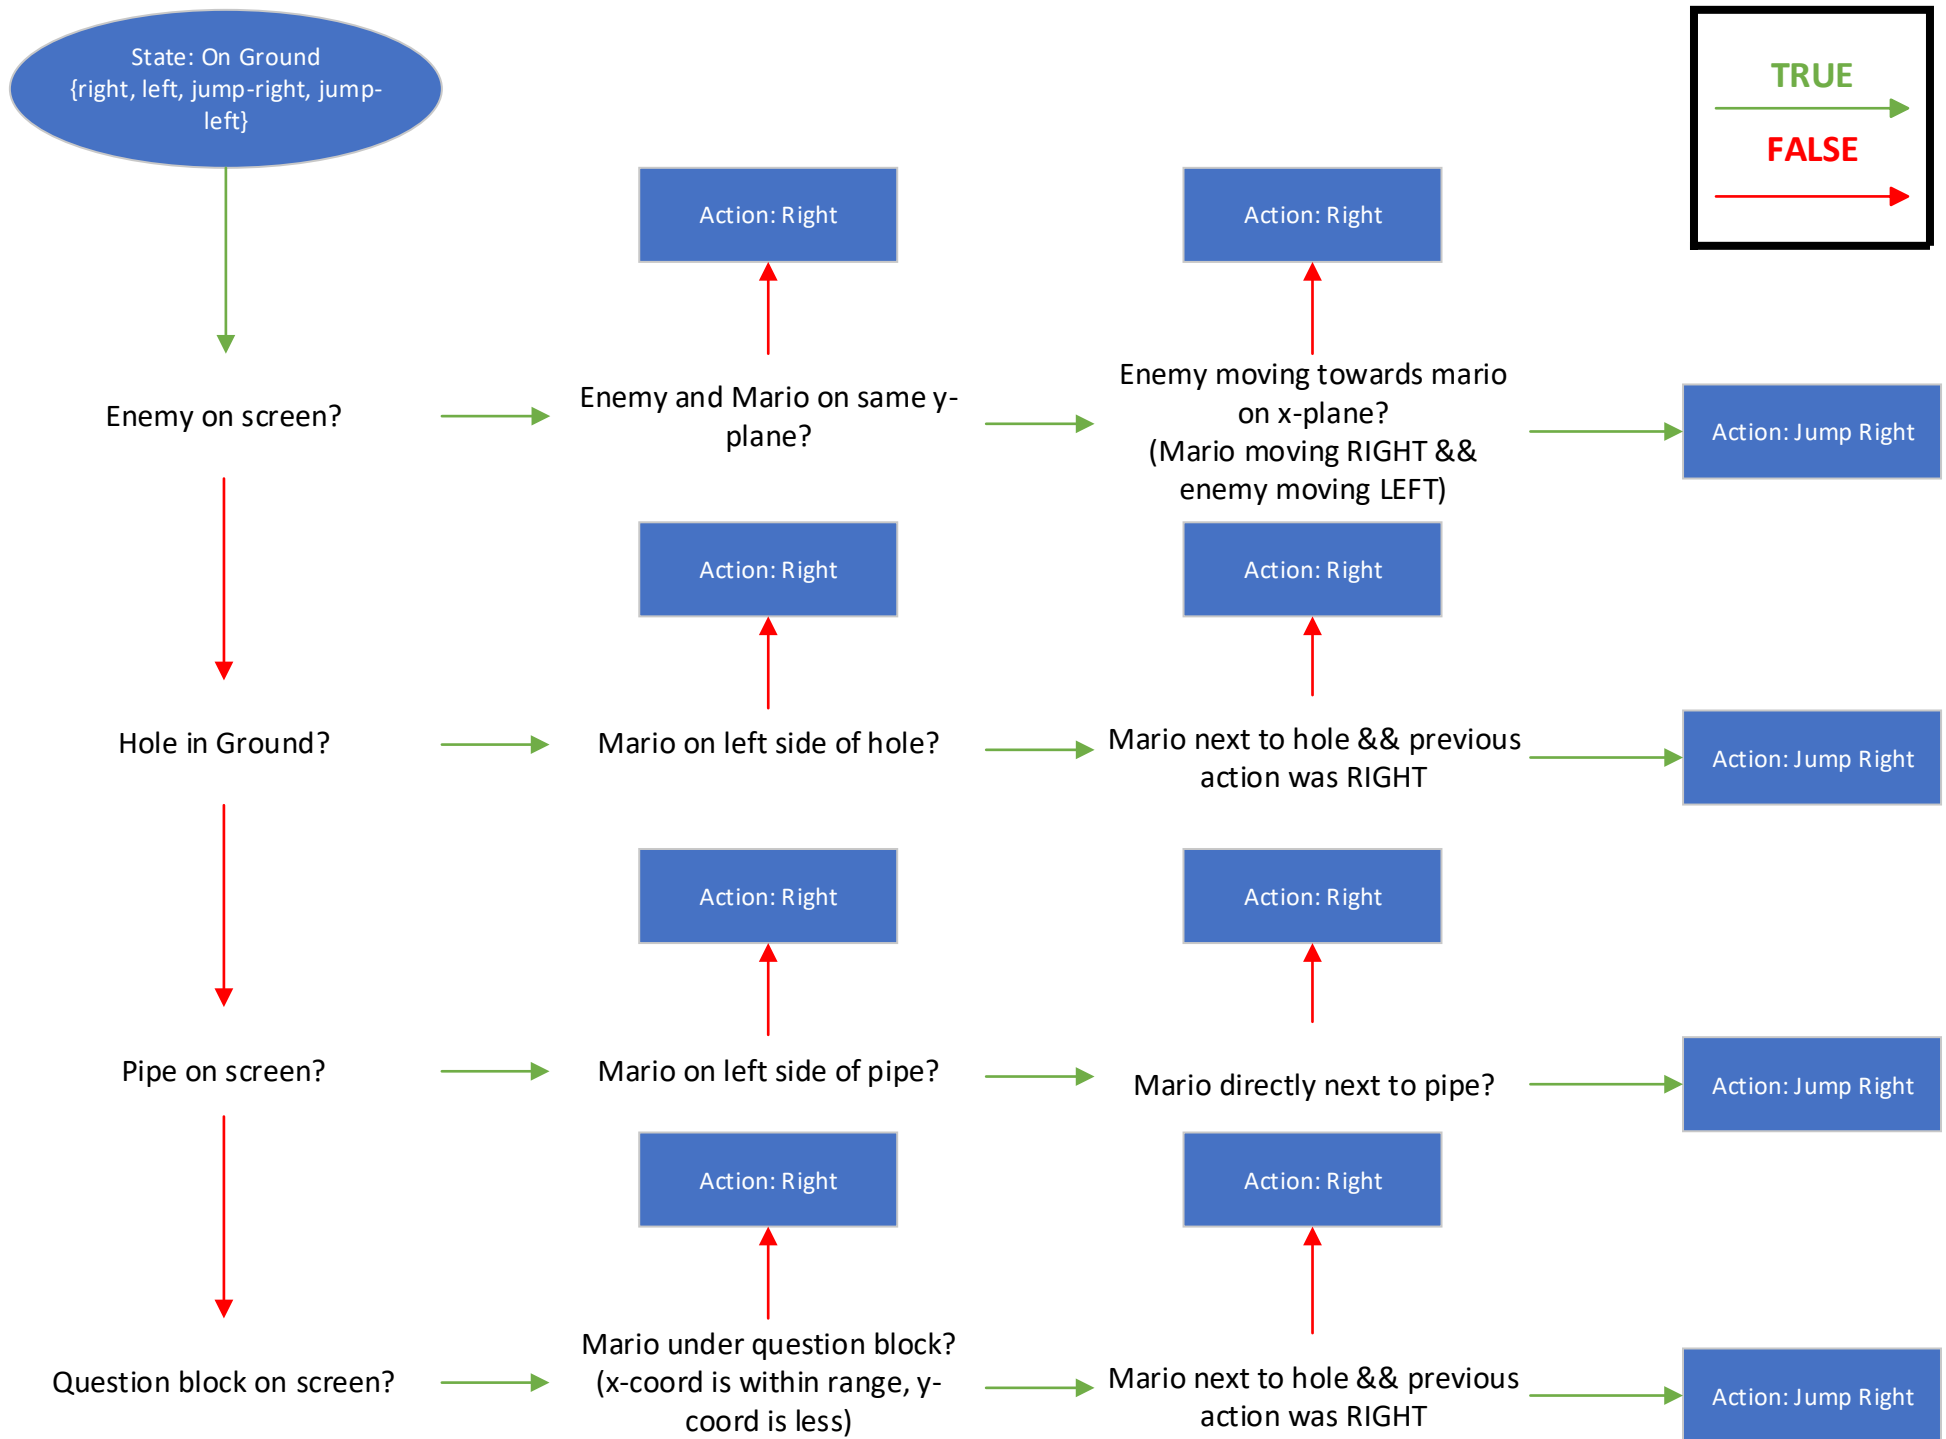 State: On Ground
{right, left, jump-right, jump-
left}
TRUE
FALSE
Action: Right
Action: Right
Enemy on screen?
Enemy and Mario on same y-
plane?
Enemy moving towards mario
on x-plane?
(Mario moving RIGHT &&
enemy moving LEFT)
Action: Jump Right
Action: Right
Action: Right
Hole in Ground?
Mario on left side of hole?
Mario next to hole && previous
action was RIGHT
Action: Jump Right
Action: Right
Action: Right
Pipe on screen?
Mario on left side of pipe?
Mario directly next to pipe?
Action: Jump Right
Action: Right
Action: Right
Question block on screen?
Mario under question block?
(x-coord is within range, y-
coord is less)
Mario next to hole && previous
action was RIGHT
Action: Jump Right